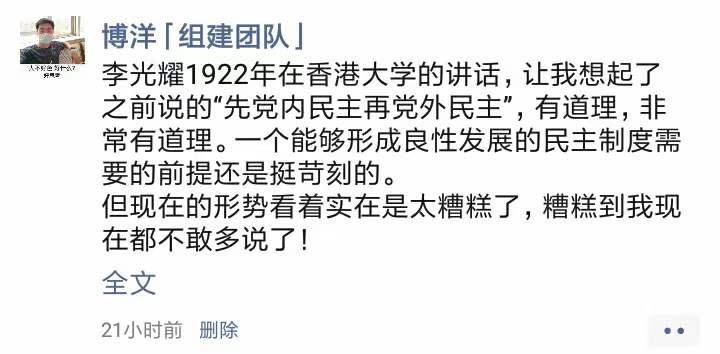 博洋「组建团队」
李光耀1922年在香港大学的讲话，让我想起了
之前说的“先党内民主再党外民主”，有道理，非
常有道理。一个能够形成良性发展的民主制度需
要的前提还是挺苛刻的。
但现在的形势看着实在是太糟糕了，糟糕到我现
在都不敢多说了！
全文
21小时前 删除